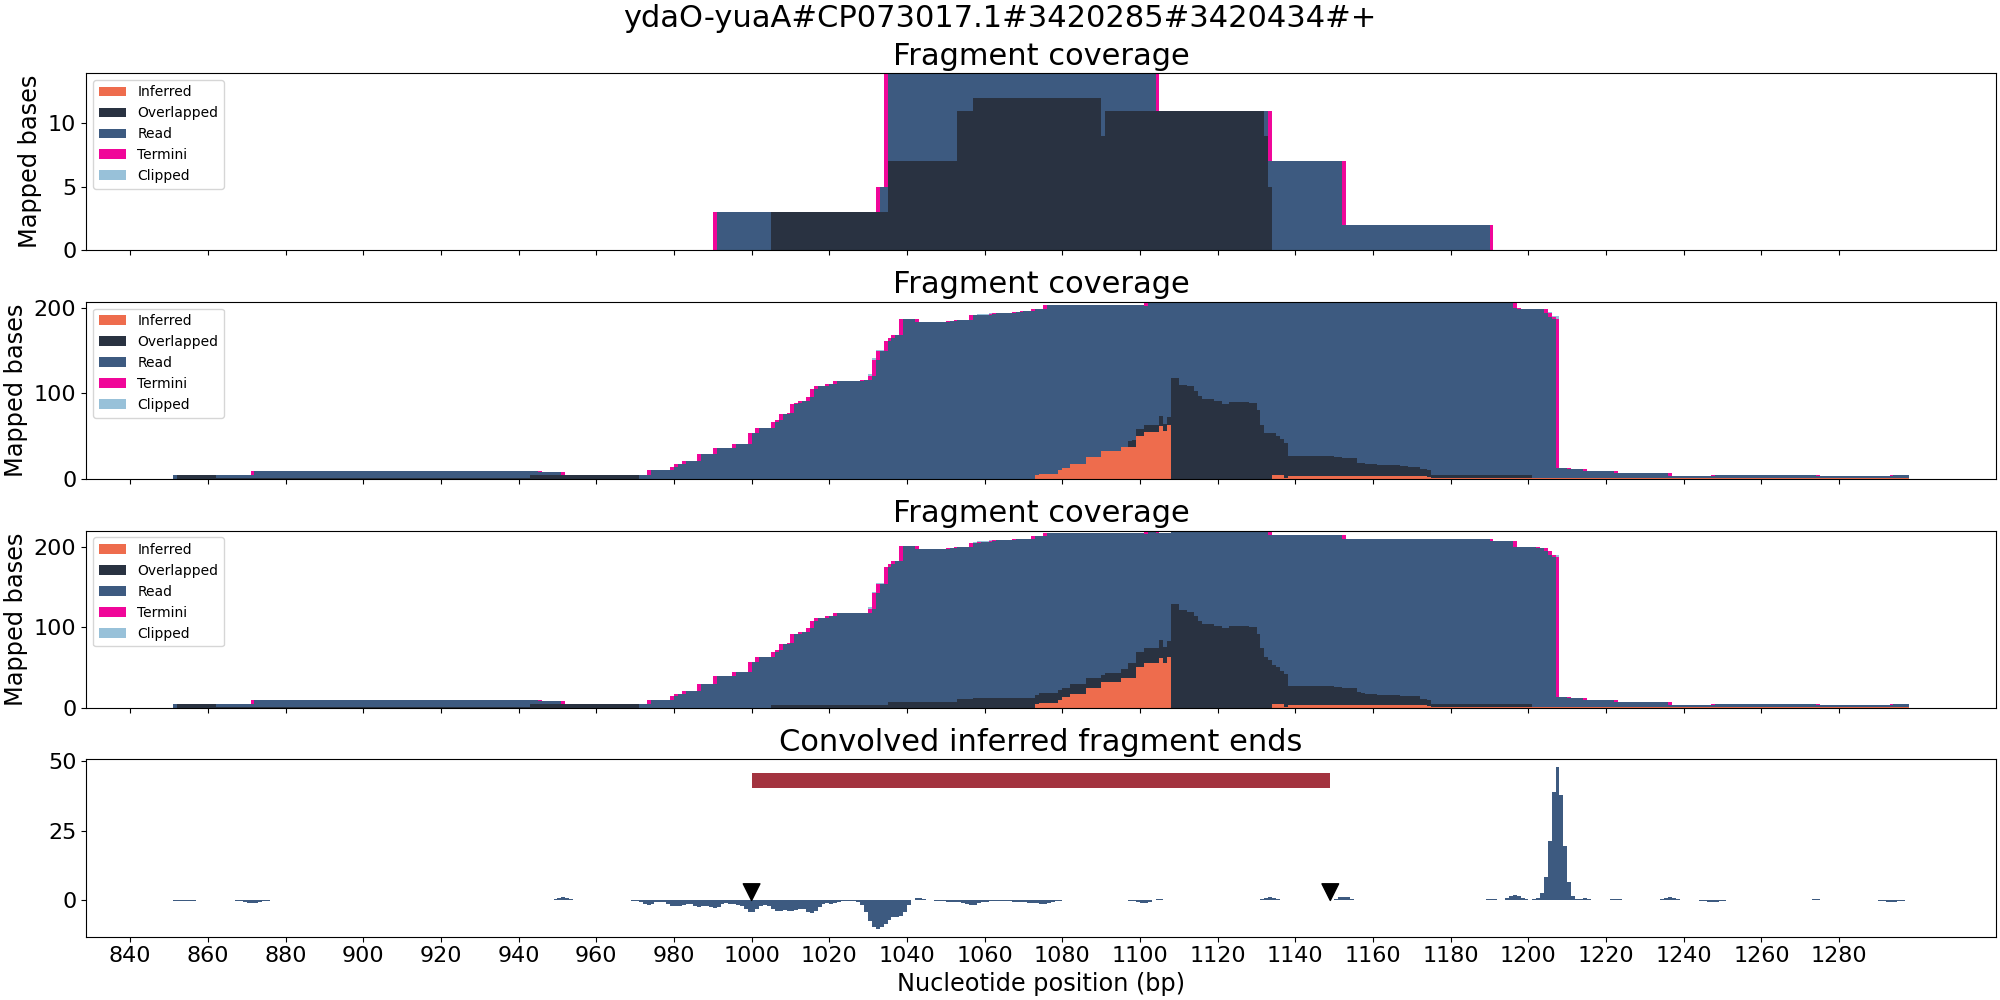 ydaO-yuaA#CP073017.1#3420285#3420434#+
Fragment coverage
Mapped bases
10
5
0
Inferred
Overlapped
Read
Termini
Clipped
Fragment coverage
Mapped bases
200
100
0
Inferred
Overlapped
Read
Termini
Clipped
Fragment coverage
Mapped bases
200
100
0
Inferred
Overlapped
Read
Termini
Clipped
Convolved inferred fragment ends
50
25
0
840 860 880 900 920 940 960 980 1000 1020 1040 1060 1080 1100 1120 1140 1160 1180 1200 1220 1240 1260 1280
Nucleotide position (bp)